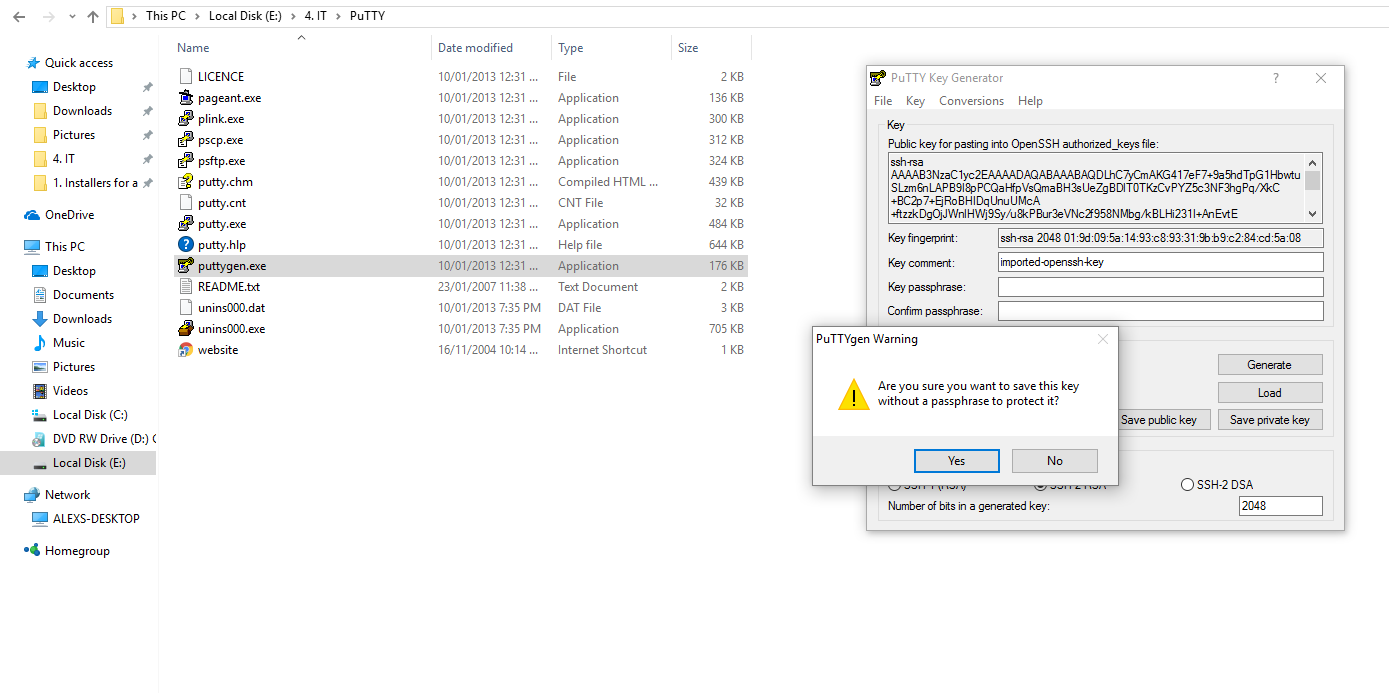 This PC > Local Disk (E:) > 4. IT > PuTTY
Name Date modified Type Size
Quick access
Desktop
Downloads
Pictures
4. IT
1. Installers for a
OneDrive
This PC
Desktop
Documents
Downloads
Music
Pictures
Videos
Local Disk (C:)
DVD RW Drive (D:) C
Local Disk (E:)
Network
ALEXS-DESKTOP
Homegroup
LICENCE 10/01/2013 12:31 ... File 2 KB
pageant.exe 10/01/2013 12:31 ... Application 136 KB
plink.exe 10/01/2013 12:31 ... Application 300 KB
pscp.exe 10/01/2013 12:31 ... Application 312 KB
psftp.exe 10/01/2013 12:31 ... Application 324 KB
putty.chm 10/01/2013 12:31 ... Compiled HTML ... 439 KB
putty.cnt 10/01/2013 12:31 ... CNT File 32 KB
putty.exe 10/01/2013 12:31 ... Application 484 KB
putty.hlp 10/01/2013 12:31 ... Help file 644 KB
puttygen.exe 10/01/2013 12:31 ... Application 176 KB
README.txt 23/01/2007 11:38 ... Text Document 2 KB
unins000.dat 10/01/2013 7:35 PM DAT File 3 KB
unins000.exe 10/01/2013 7:35 PM Application 705 KB
website 16/11/2004 10:14 ... Internet Shortcut 1 KB
PuTTY Key Generator ?
File Key Conversions Help
Key
Public key for pasting into OpenSSH authorized_keys file:
ssh-rsa
AAAAB3NzaC1yc2EAAAADAQABAAABAQDLhC7yCmAKG417eF7+9a5hdTpG1Hbwtu
SLzm6nLAPB9I8pPCQaHfpVsQmaBH3sUeZgBDIT0TKzCvPYZ5c3NF3hgPq/XkC
+BC2p7+EjRoBHIDqUnuUMcA
+ftzzkDgOjJWnIHWj9Sy/u8kPBur3eVNc2f958NMbg/kBLHi231I+AnEvtE
Key fingerprint: ssh-rsa 2048 01:9d:09:5a:14:93:c8:93:31:9b:b9:c2:84:cd:5a:08
Key comment: imported-openssh-key
Key passphrase:
Confirm passphrase:
PuTTYgen Warning
Are you sure you want to save this key
without a passphrase to protect it?
Yes No
Generate
Load
Save public key Save private key
SSH-1 (RSA) SSH-2 RSA SSH-2 DSA
Number of bits in a generated key: 2048